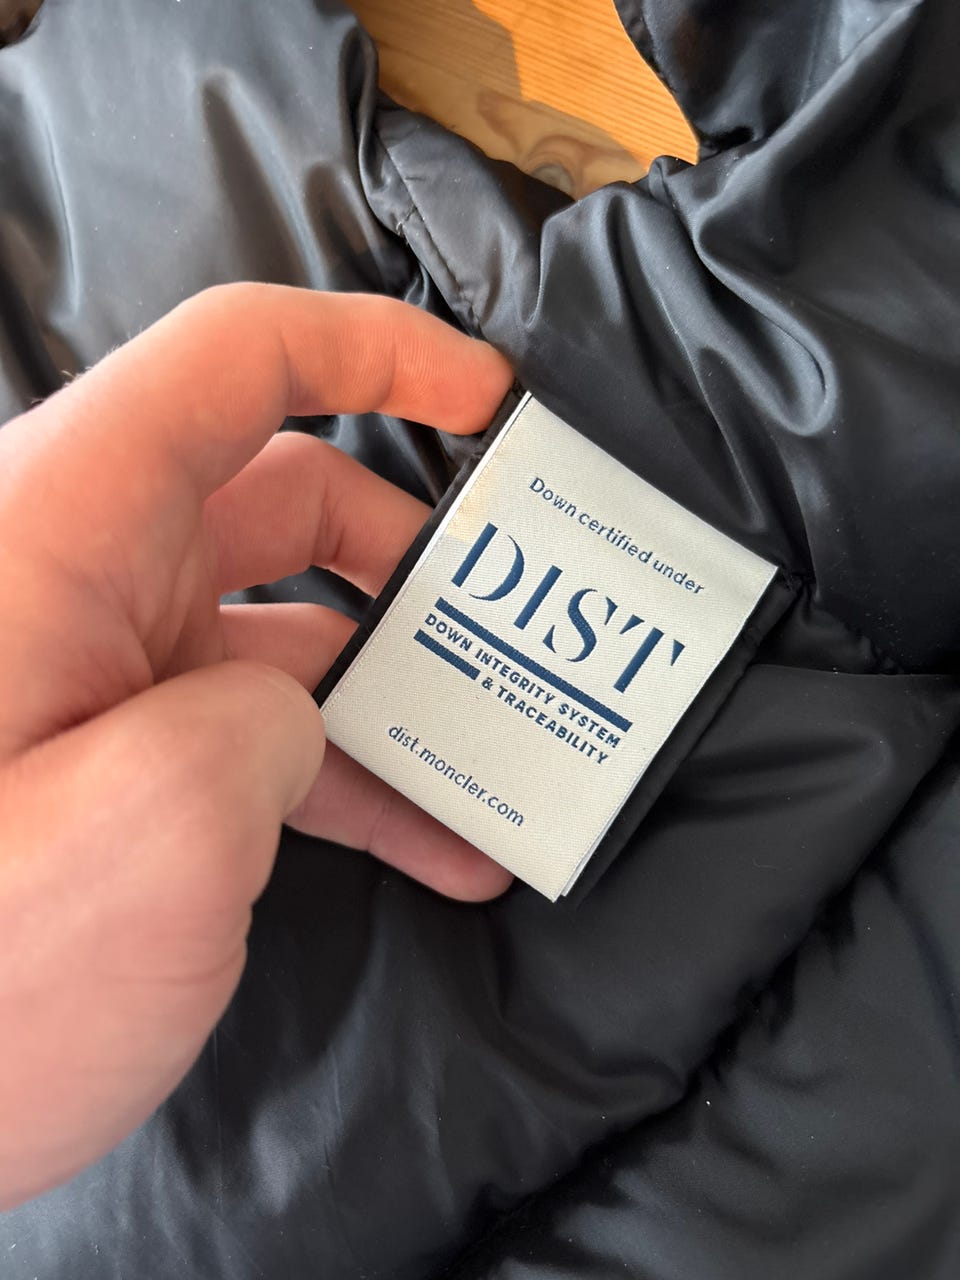 Down certified under
DIST
DOWN INTEGRITY SYSTEM
& TRACEABILITY
dist.moncler.com